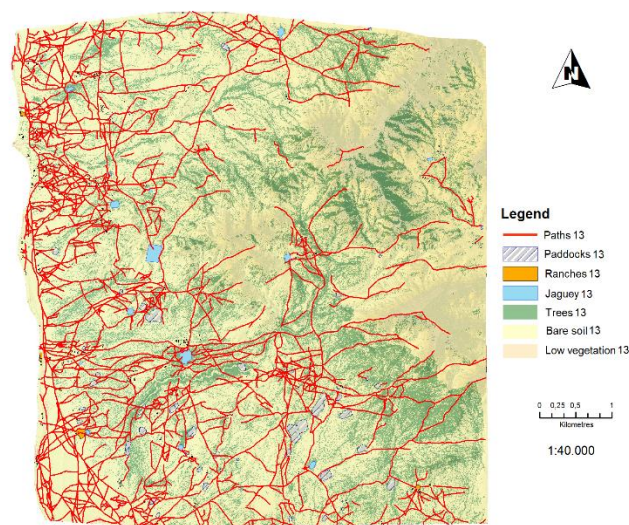 N
Legend
Paths 13
Paddocks 13
Ranches 13
Jaguey 13
Trees 13
Bare soil 13
Low vegetation 13
0 0,25 0,5 1
Kilometres
1:40.000